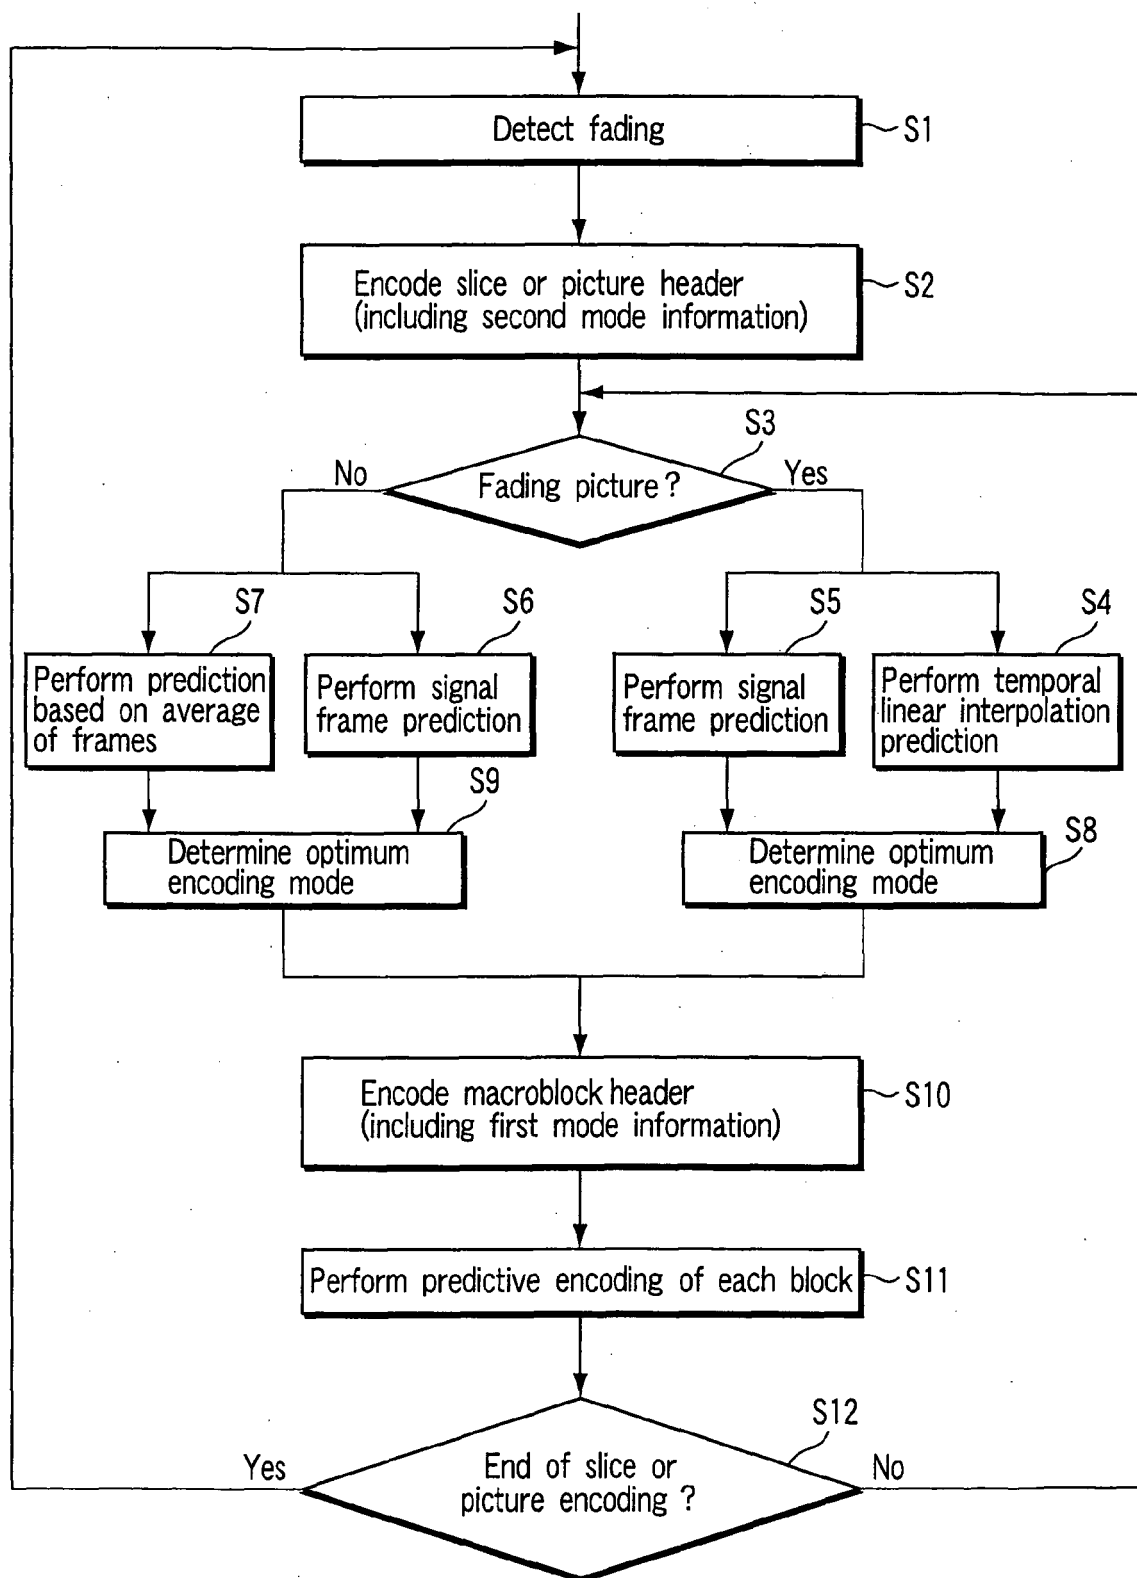 Detect fading
S1
Encode slice or picture header
(including second mode information)
S2
S3
No
Fading picture?
Yes
S7
S6
S5
S4
Perform prediction
based on average
of frames
Perform signal
frame prediction
Perform signal
frame prediction
Perform temporal
linear interpolation
prediction
S9
Determine optimum
encoding mode
Determine optimum
encoding mode
S8
Encode macroblock header
(including first mode information)
S10
Perform predictive encoding of each block
S11
S12
Yes
End of slice or
picture encoding ?
No